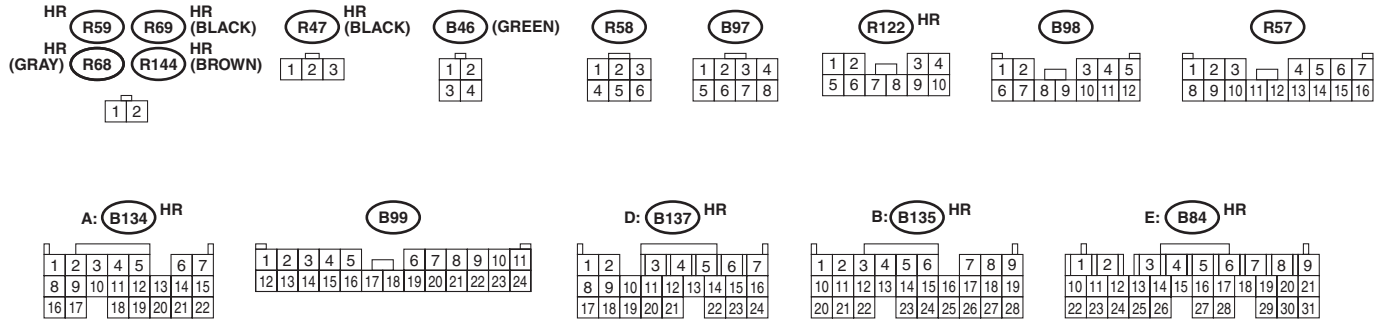 HR R59 R69 HR (BLACK)
HR (GRAY) R68 R144 HR (BROWN)
1 2
R47 HR (BLACK)
1 2 3
B46 (GREEN)
1 2
3 4
R58
1 2 3
4 5 6
B97
1 2 3 4
5 6 7 8
R122 HR
1 2 3 4
5 6 7 8 9 10
B98
1 2 3 4 5
6 7 8 9 10 11 12
R57
1 2 3 4 5 6 7
8 9 10 11 12 13 14 15 16
A: B134 HR
1 2 3 4 5 6 7
8 9 10 11 12 13 14 15
16 17 18 19 20 21 22
B99
1 2 3 4 5 6 7 8 9 10 11
12 13 14 15 16 17 18 19 20 21 22 23 24
D: B137 HR
1 2 3 4 5 6 7
8 9 10 11 12 13 14 15 16
17 18 19 20 21 22 23 24
B: B135 HR
1 2 3 4 5 6 7 8 9
10 11 12 13 14 15 16 17 18 19
20 21 22 23 24 25 26 27 28
E: B84 HR
1 2 3 4 5 6 7 8 9
10 11 12 13 14 15 16 17 18 19 20 21
22 23 24 25 26 27 28 29 30 31